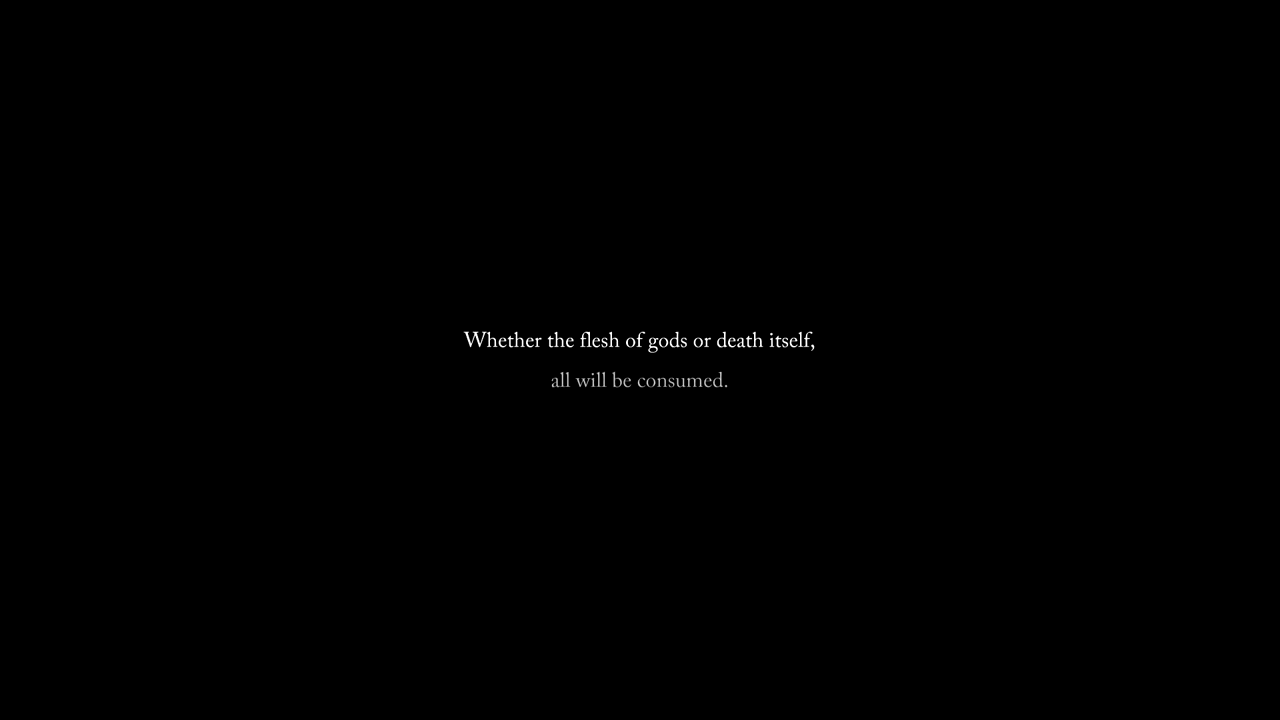 Whether the flesh of gods or death itself,
all will be consumed.